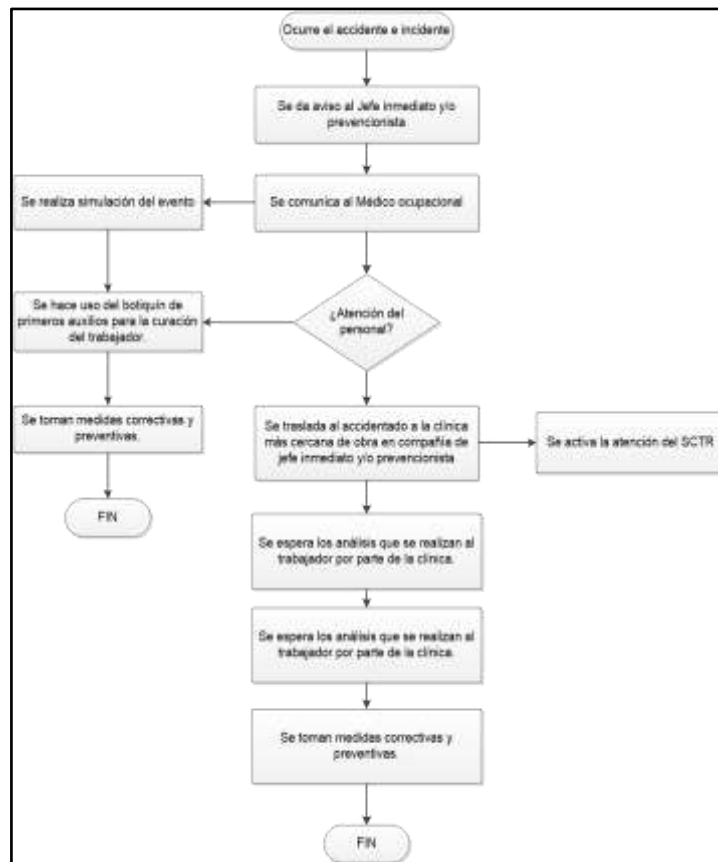 Ocurre el accidente e incidente
Se da aviso al Jefe inmediato y/o
prevencionista
Se realiza simulación del evento
Se comunica al Médico ocupacional
Se hace uso del botiquín de
primeros auxilios para la curación
del trabajador.
¿Atención del
personal?
Se toman medidas correctivas y
preventivas.
Se traslada al accidentado a la clínica
más cercana de obra en compañía de
jefe inmediato y/o prevencionista
Se activa la atención del SCTR
FIN
Se espera los análisis que se realizan al
trabajador por parte de la clínica.
Se espera los análisis que se realizan al
trabajador por parte de la clínica.
Se toman medidas correctivas y
preventivas.
FIN